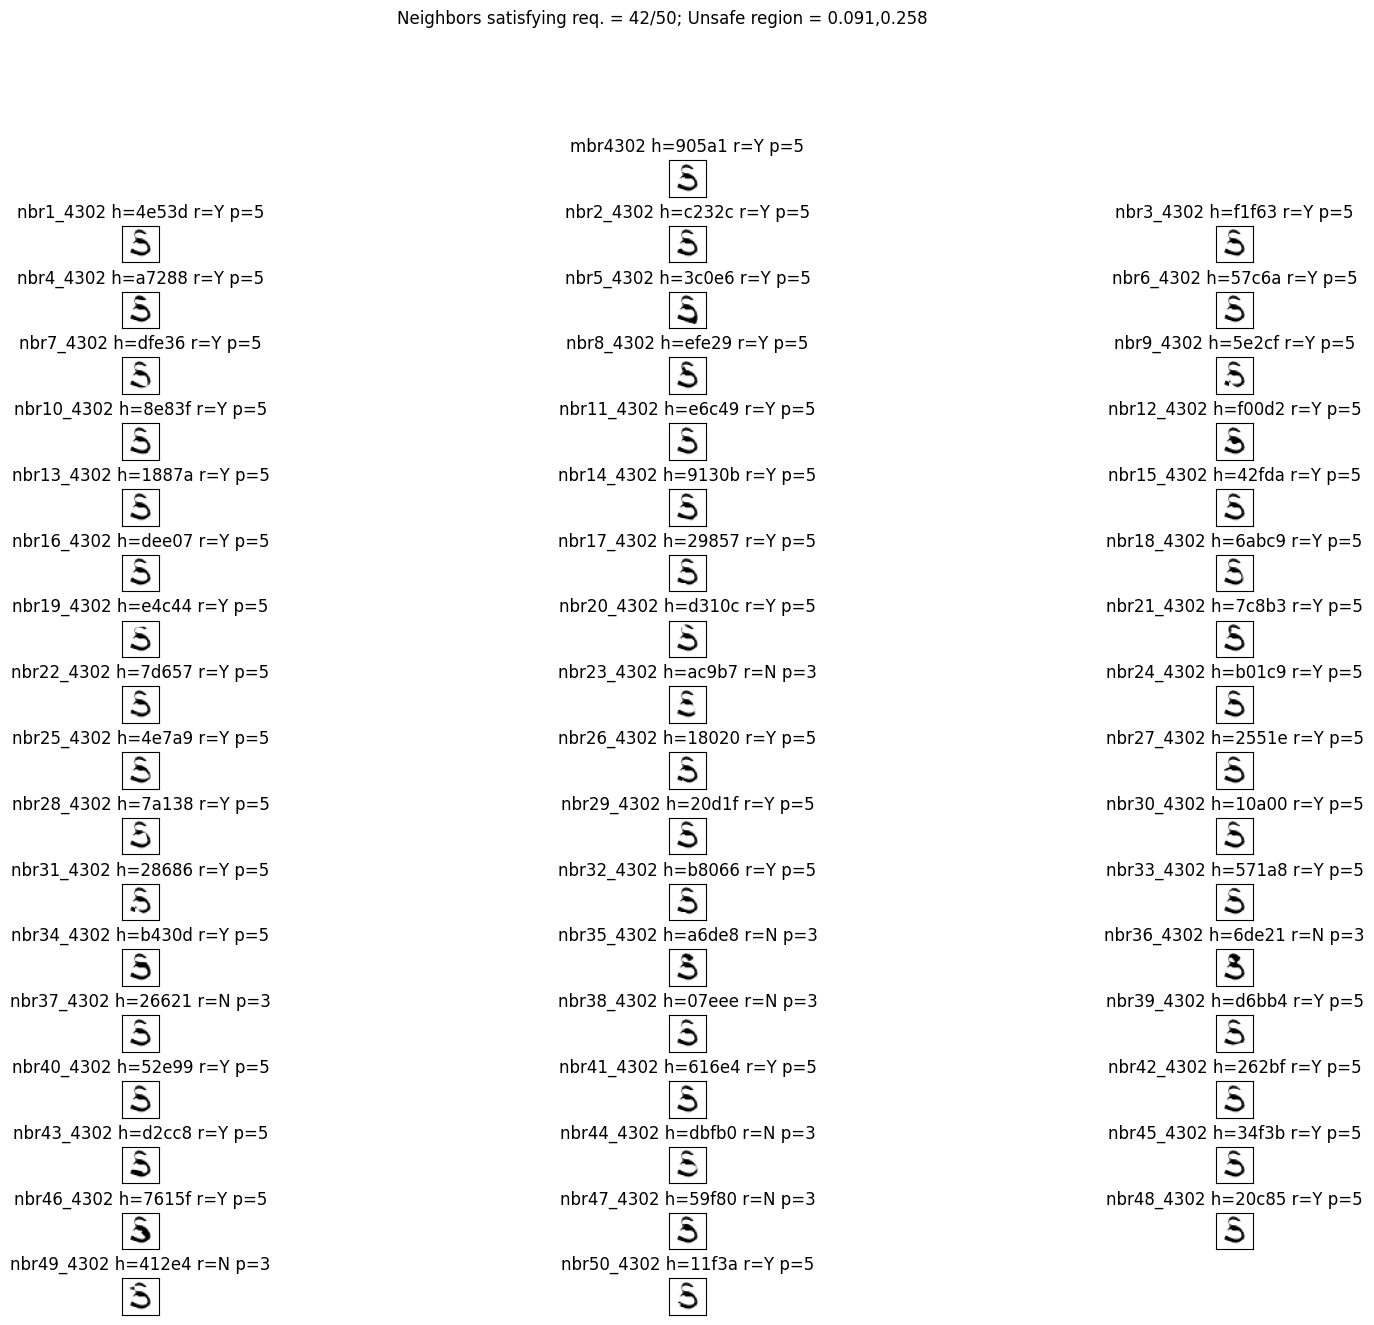 Neighbors satisfying req. = 42/50; Unsafe region = 0.091,0.258
mbr4302 h=905a1 r=Y p=5
nbr1_4302 h=4e53d r=Y p=5 nbr2_4302 h=c232c r=Y p=5 nbr3_4302 h=f1f63 r=Y p=5
nbr4_4302 h=a7288 r=Y p=5 nbr5_4302 h=3c0e6 r=Y p=5 nbr6_4302 h=57c6a r=Y p=5
nbr7_4302 h=dfe36 r=Y p=5 nbr8_4302 h=efe29 r=Y p=5 nbr9_4302 h=5e2cf r=Y p=5
nbr10_4302 h=8e83f r=Y p=5 nbr11_4302 h=e6c49 r=Y p=5 nbr12_4302 h=f00d2 r=Y p=5
nbr13_4302 h=1887a r=Y p=5 nbr14_4302 h=9130b r=Y p=5 nbr15_4302 h=42fda r=Y p=5
nbr16_4302 h=dee07 r=Y p=5 nbr17_4302 h=29857 r=Y p=5 nbr18_4302 h=6abc9 r=Y p=5
nbr19_4302 h=e4c44 r=Y p=5 nbr20_4302 h=d310c r=Y p=5 nbr21_4302 h=7c8b3 r=Y p=5
nbr22_4302 h=7d657 r=Y p=5 nbr23_4302 h=ac9b7 r=N p=3 nbr24_4302 h=b01c9 r=Y p=5
nbr25_4302 h=4e7a9 r=Y p=5 nbr26_4302 h=18020 r=Y p=5 nbr27_4302 h=2551e r=Y p=5
nbr28_4302 h=7a138 r=Y p=5 nbr29_4302 h=20d1f r=Y p=5 nbr30_4302 h=10a00 r=Y p=5
nbr31_4302 h=28686 r=Y p=5 nbr32_4302 h=b8066 r=Y p=5 nbr33_4302 h=571a8 r=Y p=5
nbr34_4302 h=b430d r=Y p=5 nbr35_4302 h=a6de8 r=N p=3 nbr36_4302 h=6de21 r=N p=3
nbr37_4302 h=26621 r=N p=3 nbr38_4302 h=07eee r=N p=3 nbr39_4302 h=d6bb4 r=Y p=5
nbr40_4302 h=52e99 r=Y p=5 nbr41_4302 h=616e4 r=Y p=5 nbr42_4302 h=262bf r=Y p=5
nbr43_4302 h=d2cc8 r=Y p=5 nbr44_4302 h=dbfb0 r=N p=3 nbr45_4302 h=34f3b r=Y p=5
nbr46_4302 h=7615f r=Y p=5 nbr47_4302 h=59f80 r=N p=3 nbr48_4302 h=20c85 r=Y p=5
nbr49_4302 h=412e4 r=N p=3 nbr50_4302 h=11f3a r=Y p=5